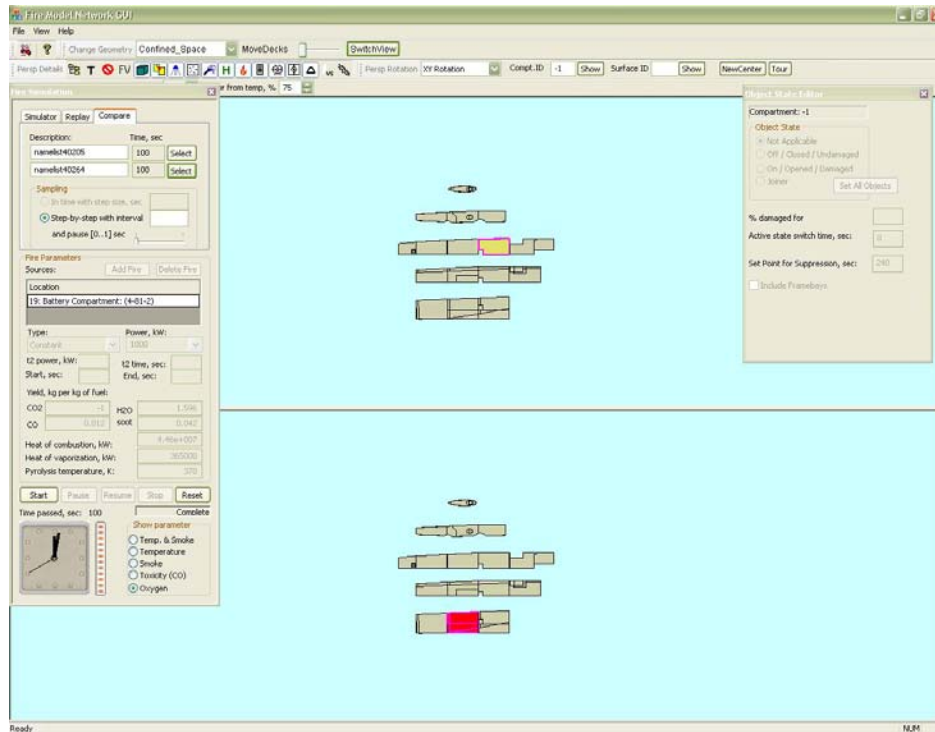 Fire Model Network GUI
File View Help
Change Geometry Confined_Space MoveDecks SwitchView
Persp Details T FV H vs Persp Rotation XY Rotation Compt.ID -1 Show Surface ID Show NewCenter Tour
Fire Simulation
r from temp, % 75
Object State Editor
Simulator Replay Compare
Description: Time, sec
namelist40205 100 Select
namelist40264 100 Select
Sampling
In time with step size, sec
Step-by-step with interval
and pause [0..1] sec
Fire Parameters
Sources: Add Fire Delete Fire
Location
19: Battery Compartment: (4-81-2)
Type: Power, kW:
Constant 1000
t2 power, kW: t2 time, sec:
Start, sec: End, sec:
Yield, kg per kg of fuel:
CO2 -1 H2O 1.596
CO 0.012 soot 0.042
Heat of combustion, kW: 4.46e+007
Heat of vaporization, kW: 365000
Pyrolysis temperature, K: 370
Start Pause Resume Stop Reset
Time passed, sec: 100 Complete
Show parameter
Temp. & Smoke
Temperature
Smoke
Toxicity (CO)
Oxygen
Compartment: -1
Object State
Not Applicable
Off / Closed / Undamaged
On / Opened / Damaged
Joiner
Set All Objects
% damaged for
Active state switch time, sec: 0
Set Point for Suppression, sec: 240
Include Framebays
Ready NUM